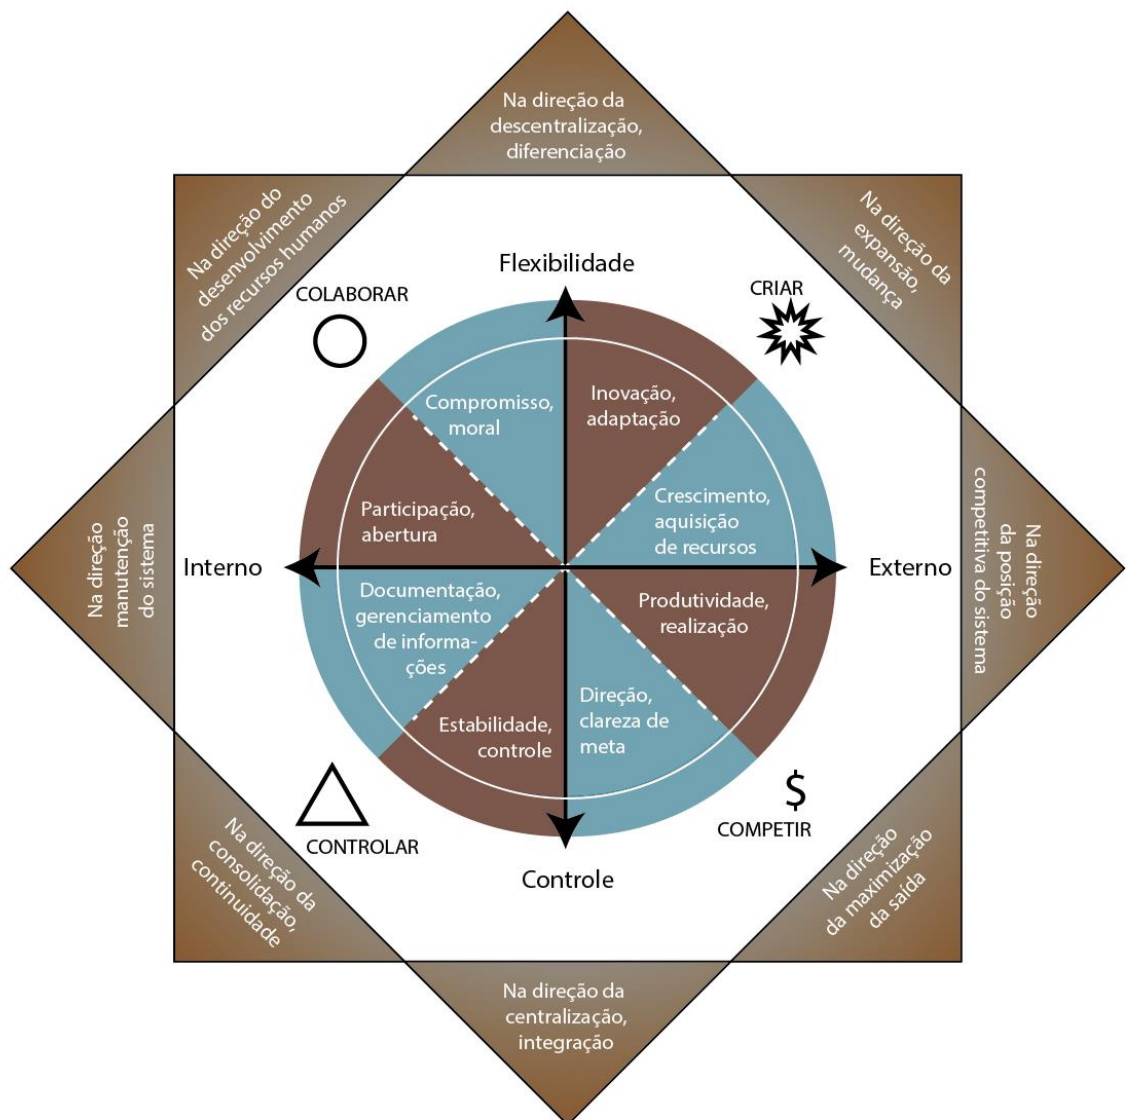 Na direção da
descentralização,
diferenciação
Na direção do
desenvolvimento
dos recursos humanos
Na direção da
expansão,
mudança
Flexibilidade
COLABORAR
CRIAR
Compromisso,
moral
Inovação,
adaptação
Participação,
abertura
Crescimento,
aquisição
de recursos
Na direção
manutenção
do sistema
Interno
Externo
Na direção
da posição
competitiva do sistema
Documentação,
gerenciamento
de informa-
ções
Produtividade,
realização
Estabilidade,
controle
Direção,
clareza de
meta
$
CONTROLAR
COMPETIR
Controle
Na direção da
consolidação,
continuidade
Na direção
da maximização
da saída
Na direção da
centralização,
integração